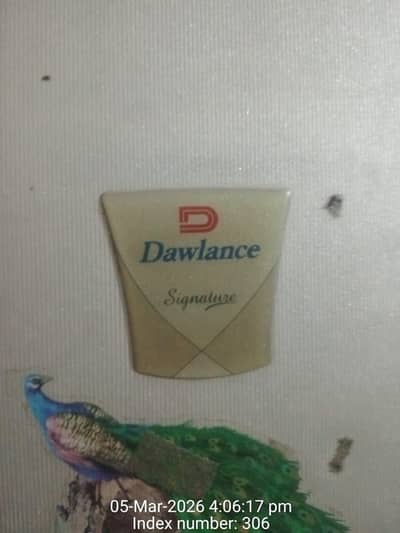 Dawlance
Signature
05-Mar-2026 4:06:17 pm
Index number: 306